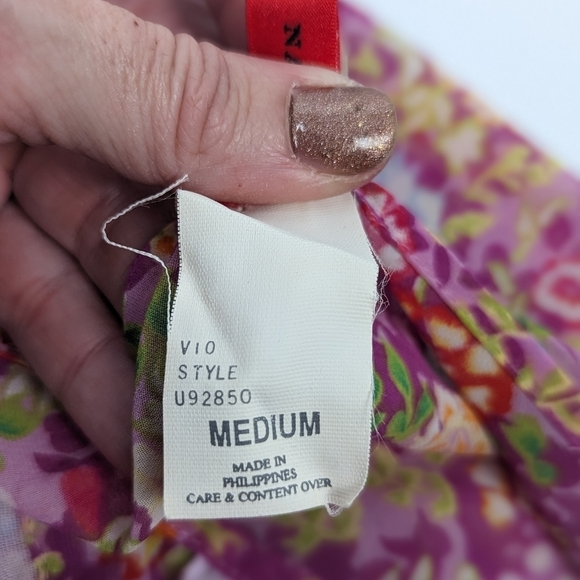 VIO
STYLE
U92850
MEDIUM
MADE IN
PHILIPPINES
CARE & CONTENT OVER